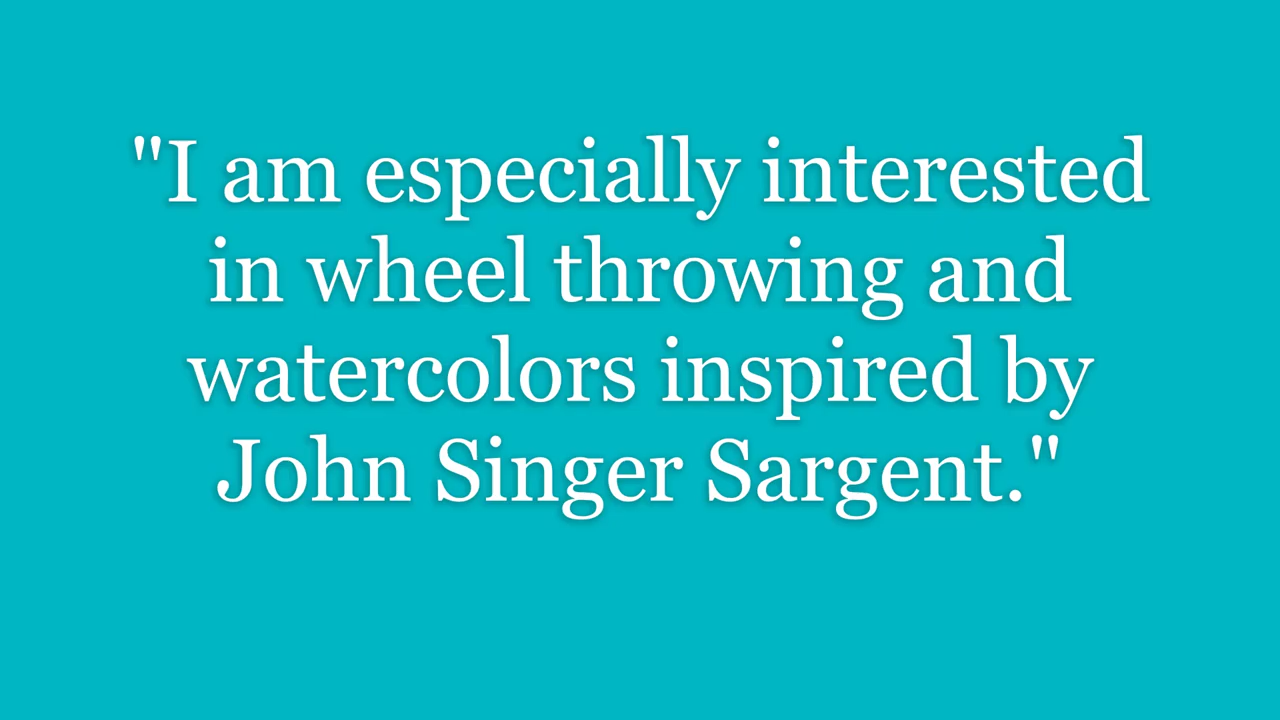 "I am especially interested
in wheel throwing and
watercolors inspired by
John Singer Sargent."